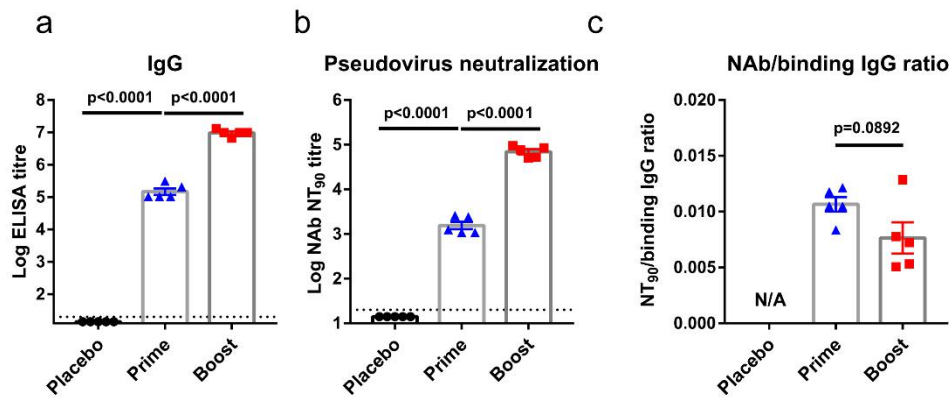 a
IgG
p<0.0001 p<0.0001
Log ELISA titre
8
7
6
5
4
3
2
Placebo
Prime
Boost
b
Pseudovirus neutralization
p<0.0001 p<0.0001
Log NAb NT90 titre
6
5
4
3
2
1
Placebo
Prime
Boost
c
NAb/binding IgG ratio
p=0.0892
NT90/binding IgG ratio
0.020
0.015
0.010
0.005
0.000
N/A
Placebo
Prime
Boost